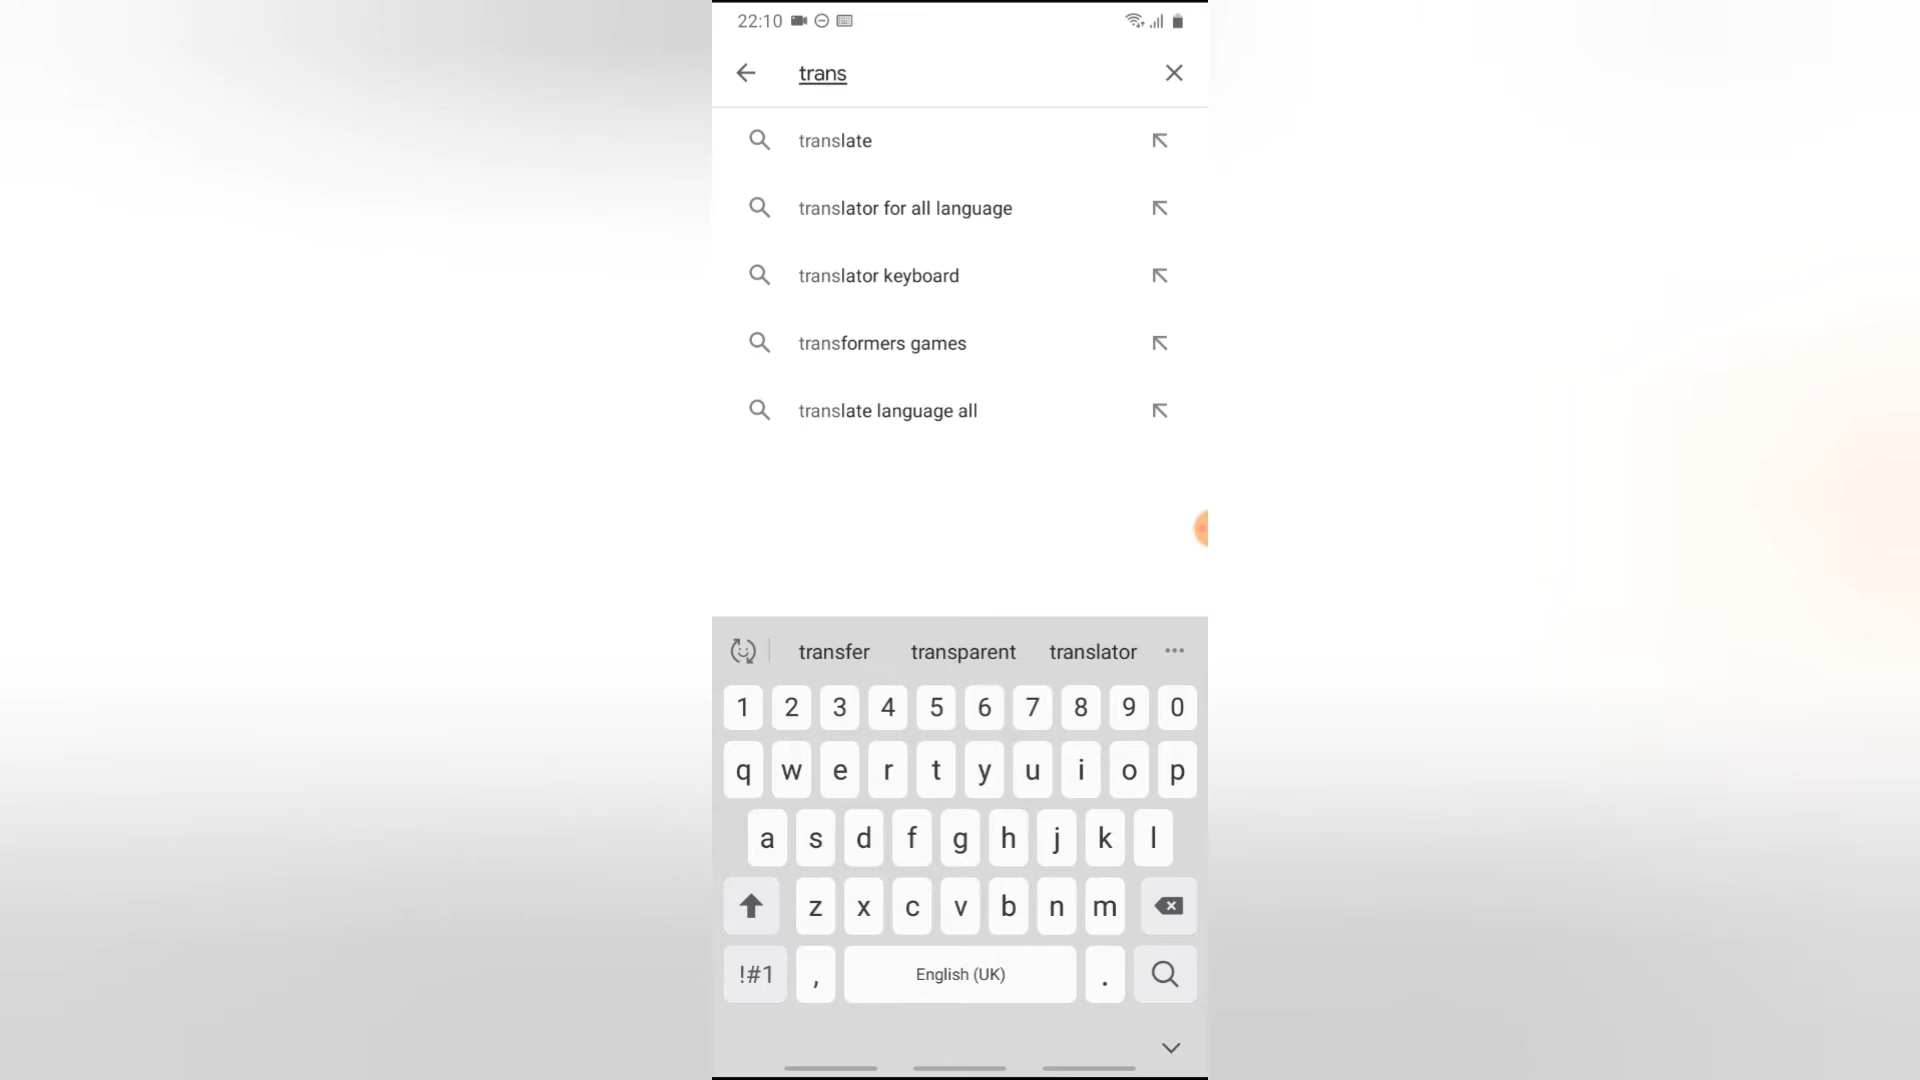 22:10
trans
translate
translator for all language
translator keyboard
transformers games
translate language all
transfer transparent translator
1 2 3 4 5 6 7 8 9 0
q w e r t y u i o p
a s d f g h j k l
z x c v b n m
!#1 , English (UK) .